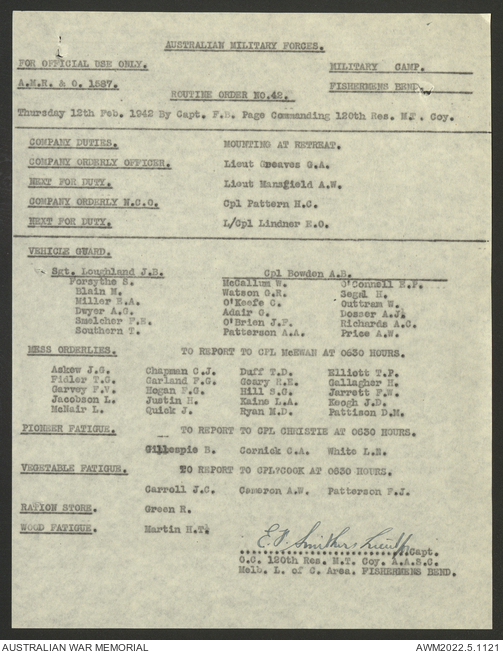 AUSTRALIAN MILITARY FORCES.
FOR OFFICIAL USE ONLY. MILITARY CAMP.
A.M.R. & O. 1587. FISHERMENS BEND.
ROUTINE ORDER NO.42.
Thursday 12th Feb. 1942 By Capt. F.B. Page Commanding 120th Res. M.T. Coy.
COMPANY DUTIES. MOUNTING AT RETREAT.
COMPANY ORDERLY OFFICER. Lieut Greaves G.A.
NEXT FOR DUTY. Lieut Mansfield A.W.
COMPANY ORDERLY N.C.O. Cpl Pattern H.C.
NEXT FOR DUTY. L/Cpl Lindner R.O.
VEHICLE GUARD.
Sgt. Loughland J.B. Cpl Bowden A.B.
Forsythe S. McCallum W. O'Connell E.F.
Blain M. Watson O.R. Segal H.
Miller E.A. O'Keefe C. Outtram W.
Dwyer A.G. Adair G. Dosser A.J.
Smelcher F.R. O'Brien J.F. Richards A.C.
Southern T. Patterson A.A. Price A.W.
MESS ORDERLIES. TO REPORT TO CPL McEWAN AT 0630 HOURS.
Askew J.G. Chapman C.J. Duff T.D. Elliott T.P.
Fidler T.G. Garland F.G. Geary H.E. Gallagher H.
Garvey F.V. Hogan F.G. Hill S.G. Jarrett F.W.
Jacobson L. Justin H. Kaine L.A. Keogh J.D.
McNair L. Quick J. Ryan M.D. Pattison D.M.
PIONEER FATIGUE. TO REPORT TO CPL CHRISTIE AT 0630 HOURS.
Gillespie B. Cornick C.A. White L.R.
VEGETABLE FATIGUE. TO REPORT TO CPL COOK AT 0630 HOURS.
Carroll J.C. Cameron A.W. Patterson F.J.
RATION STORE. Green R.
WOOD FATIGUE. Martin H.T.
Smithers Lieut
Capt.
O.C. 120th Res. M.T. Coy. A.A.S.C.
Melb. L. of C. Area. FISHERMENS BEND.
AUSTRALIAN WAR MEMORIAL AWM2022.5.1121